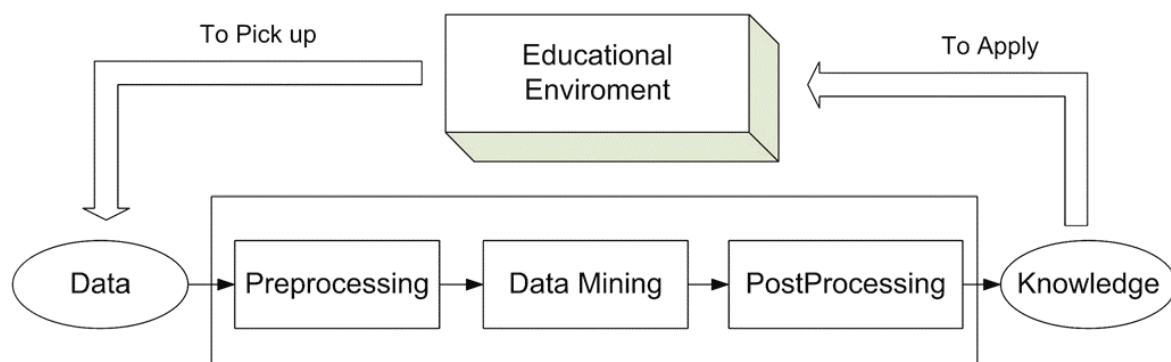 To Pick up
Educational
Enviroment
To Apply
Data
Preprocessing
Data Mining
PostProcessing
Knowledge